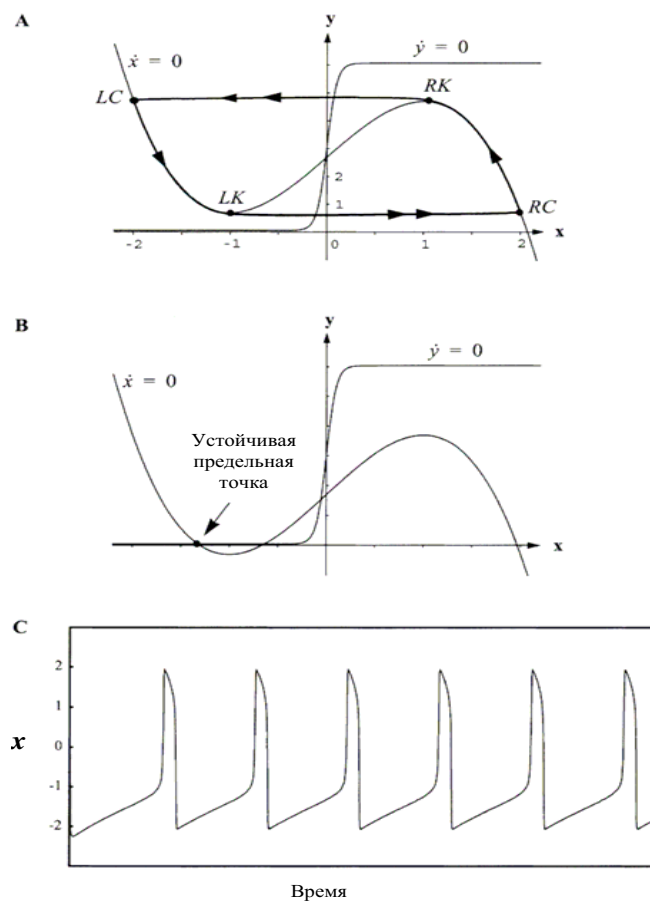 A
y
ẋ = 0
ẏ = 0
LC
RK
2
LK
1
RC
x
-2
-1
0
1
2
B
y
ẏ = 0
ẋ = 0
Устойчивая
предельная
точка
x
C
2
1
x
0
-1
-2
-3
Время